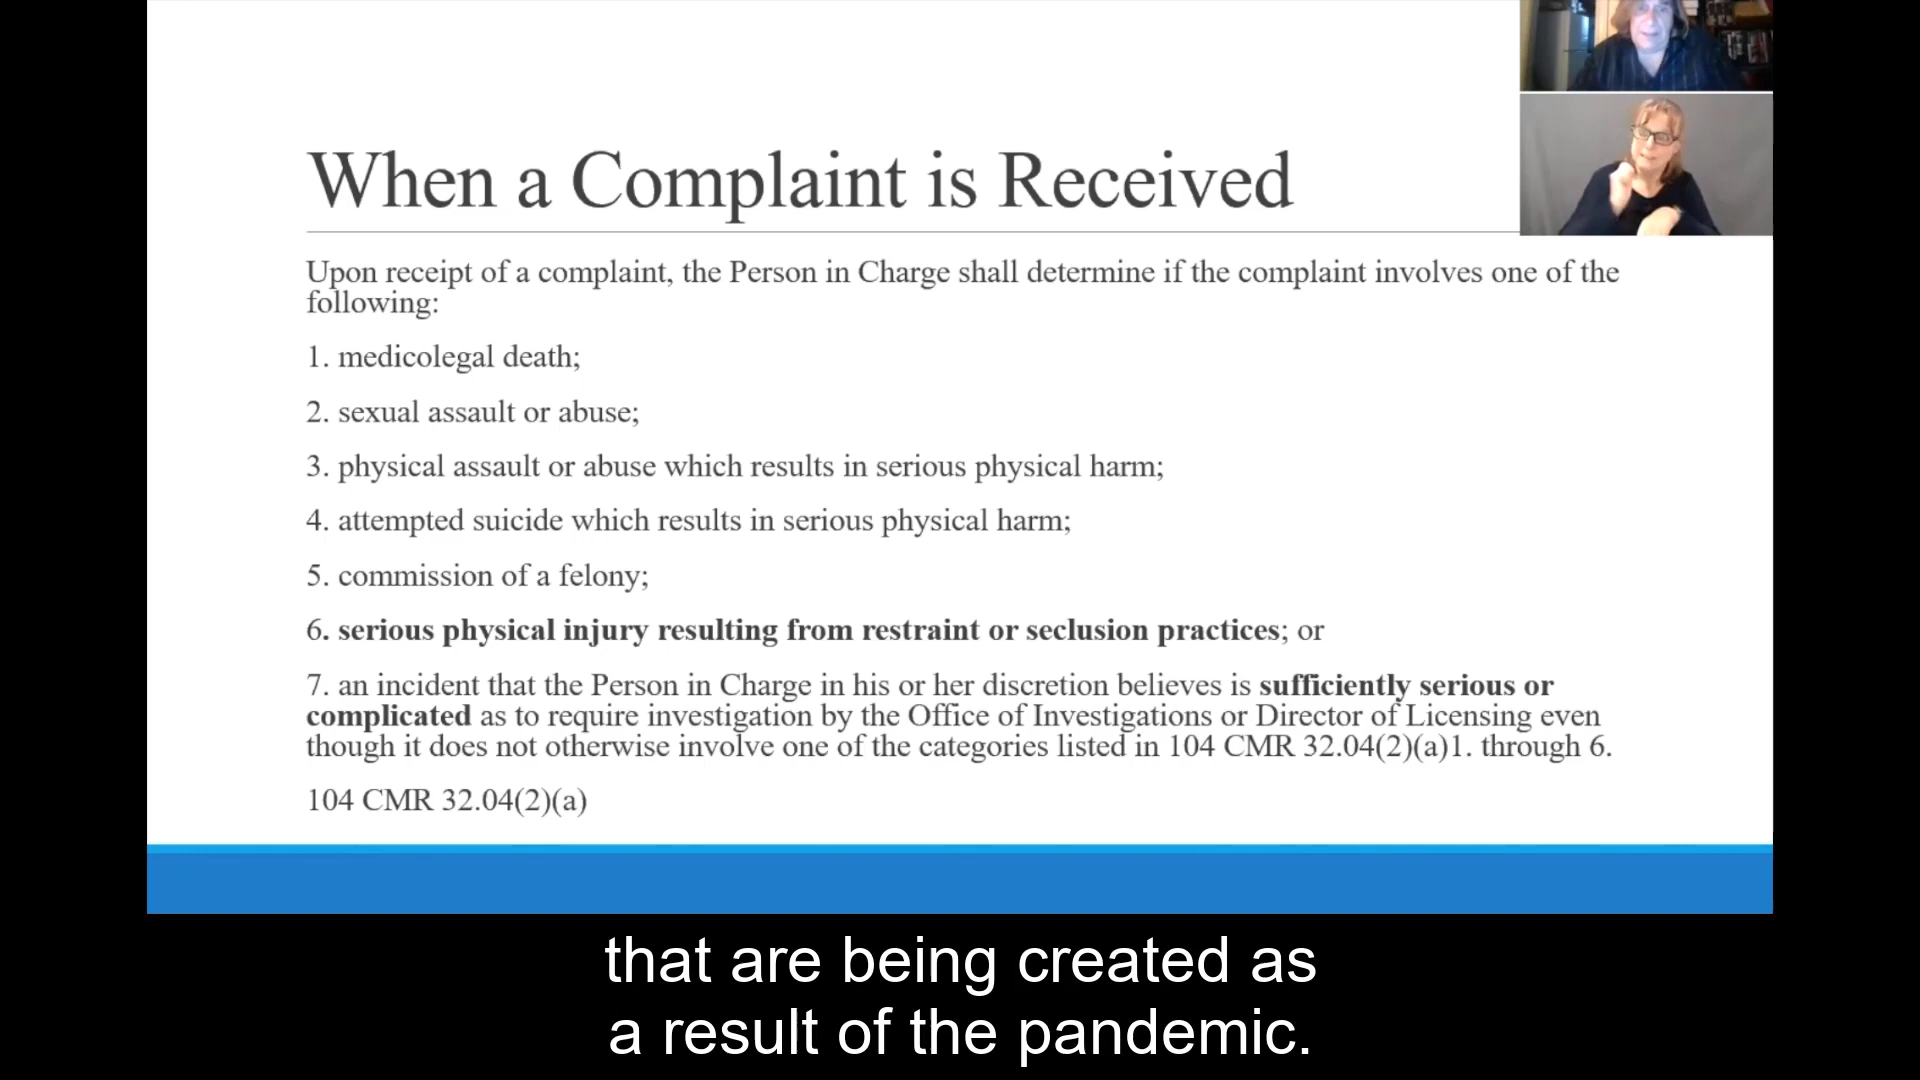 When a Complaint is Received
Upon receipt of a complaint, the Person in Charge shall determine if the complaint involves one of the
following:
1. medicolegal death;
2. sexual assault or abuse;
3. physical assault or abuse which results in serious physical harm;
4. attempted suicide which results in serious physical harm;
5. commission of a felony;
6. serious physical injury resulting from restraint or seclusion practices; or
7. an incident that the Person in Charge in his or her discretion believes is sufficiently serious or
complicated as to require investigation by the Office of Investigations or Director of Licensing even
though it does not otherwise involve one of the categories listed in 104 CMR 32.04(2)(a)1. through 6.
104 CMR 32.04(2)(a)
that are being created as
a result of the pandemic.